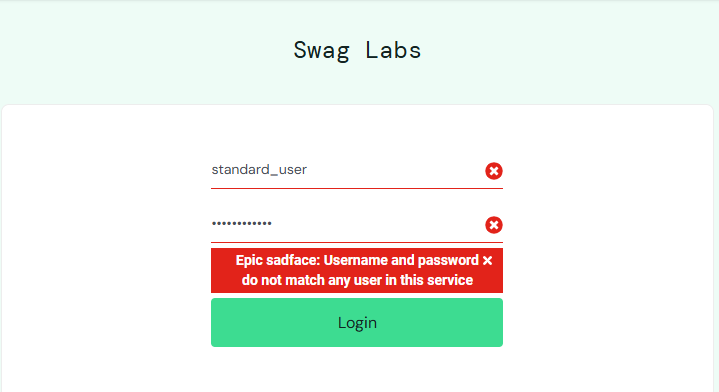 Swag Labs
standard_user
••••••••••••
Epic sadface: Username and password
do not match any user in this service
Login